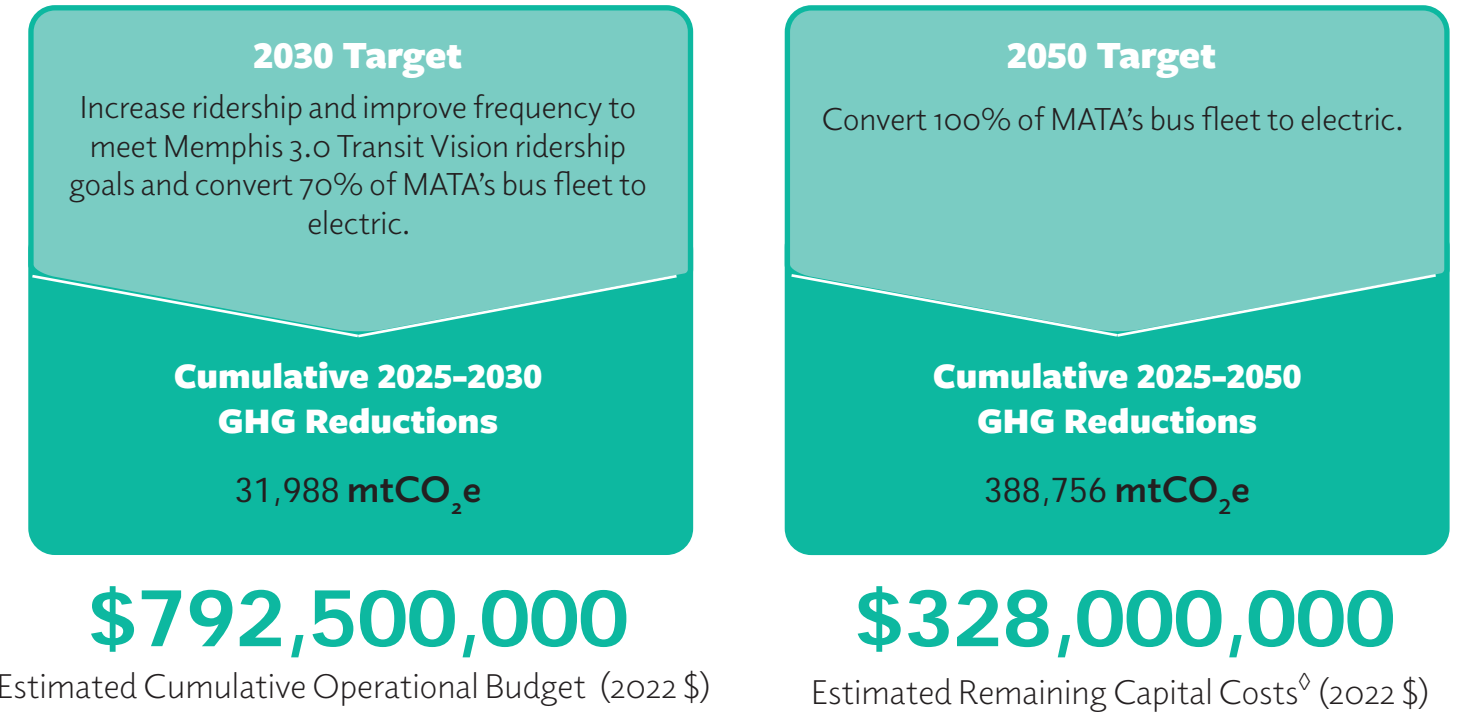 2030 Target
Increase ridership and improve frequency to
meet Memphis 3.0 Transit Vision ridership
goals and convert 70% of MATA's bus fleet to
electric.
Cumulative 2025–2030
GHG Reductions
31,988 mtCO₂e
$792,500,000
Estimated Cumulative Operational Budget (2022 $)
2050 Target
Convert 100% of MATA's bus fleet to electric.
Cumulative 2025–2050
GHG Reductions
388,756 mtCO₂e
$328,000,000
Estimated Remaining Capital Costs◊ (2022 $)